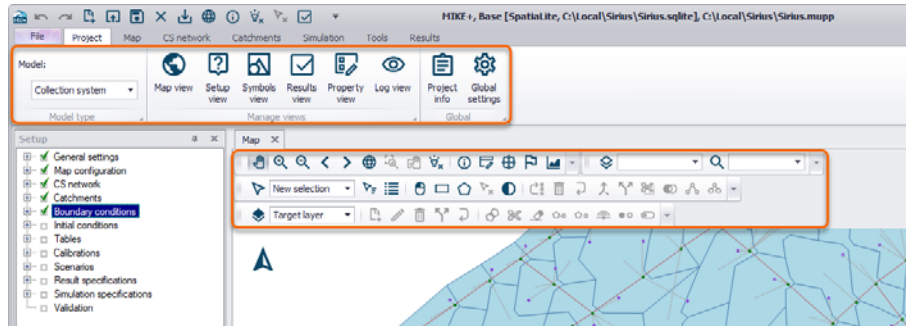 MIKE+, Base [SpatiaLite, C:\Local\Sirius\Sirius.sqlite], C:\Local\Sirius\Sirius.mupp
File Project Map CS network Catchments Simulation Tools Results
Model:
Collection system
Map view Setup view Symbols view Results view Property view Log view Project info Global settings
Model type Manage views Global
Setup
Map
General settings
Map configuration
CS network
Catchments
Boundary conditions
Initial conditions
Tables
Calibrations
Scenarios
Result specifications
Simulation specifications
Validation
New selection
Target layer